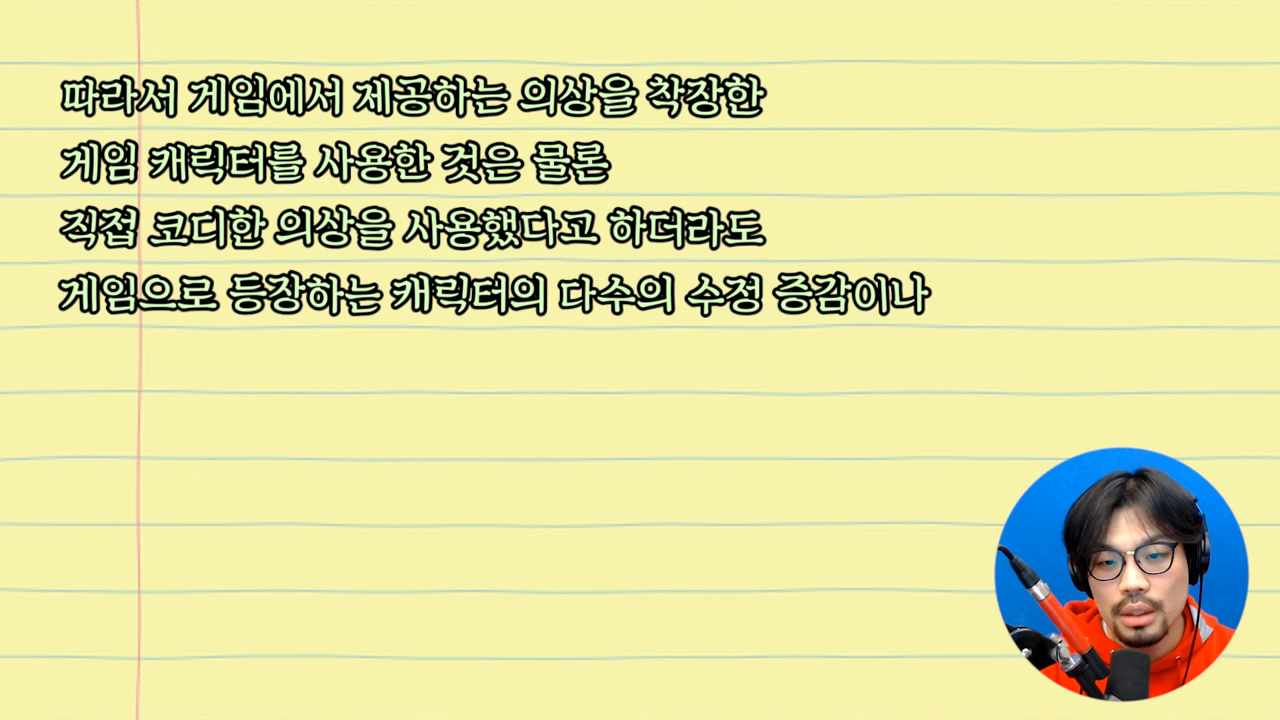 따라서 게임에서 제공하는 의상을 착장한
게임 캐릭터를 사용한 것은 물론
직접 코디한 의상을 사용했다고 하더라도
게임으로 등장하는 캐릭터의 다수의 수정 증감이나